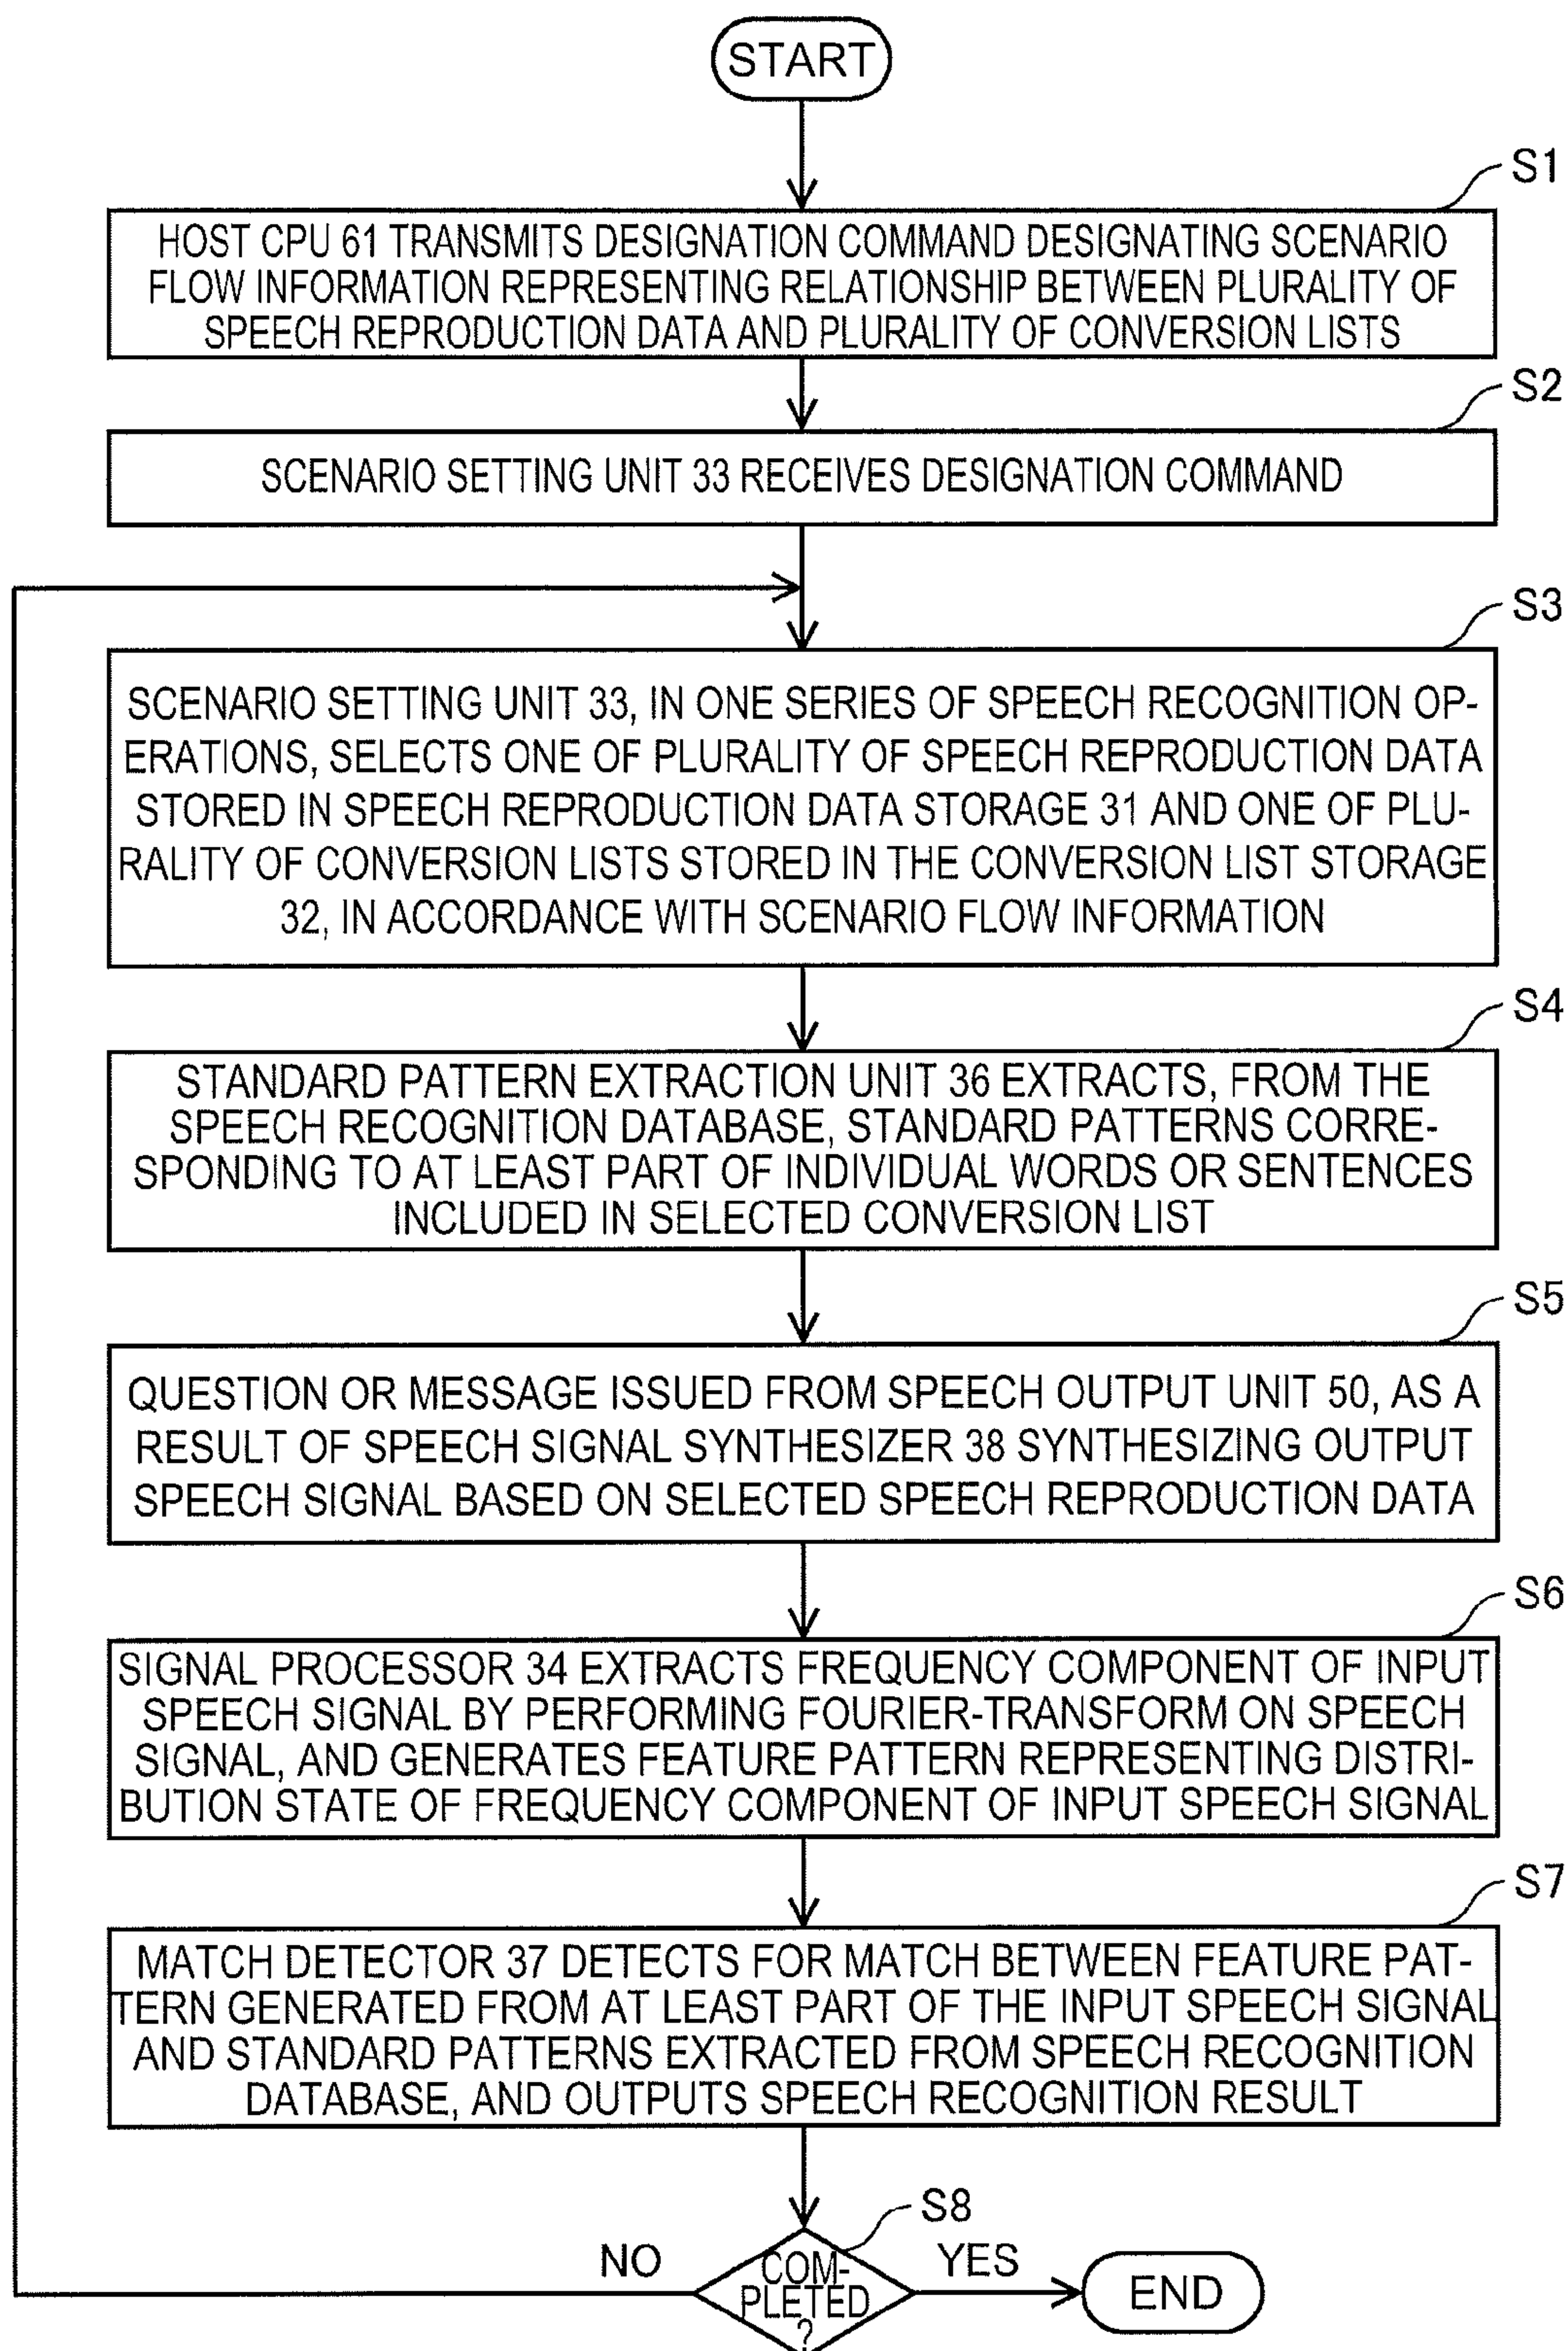 START
S1
HOST CPU 61 TRANSMITS DESIGNATION COMMAND DESIGNATING SCENARIO
FLOW INFORMATION REPRESENTING RELATIONSHIP BETWEEN PLURALITY OF
SPEECH REPRODUCTION DATA AND PLURALITY OF CONVERSION LISTS
S2
SCENARIO SETTING UNIT 33 RECEIVES DESIGNATION COMMAND
S3
SCENARIO SETTING UNIT 33, IN ONE SERIES OF SPEECH RECOGNITION OP-
ERATIONS, SELECTS ONE OF PLURALITY OF SPEECH REPRODUCTION DATA
STORED IN SPEECH REPRODUCTION DATA STORAGE 31 AND ONE OF PLU-
RALITY OF CONVERSION LISTS STORED IN THE CONVERSION LIST STORAGE
32, IN ACCORDANCE WITH SCENARIO FLOW INFORMATION
S4
STANDARD PATTERN EXTRACTION UNIT 36 EXTRACTS, FROM THE
SPEECH RECOGNITION DATABASE, STANDARD PATTERNS CORRE-
SPONDING TO AT LEAST PART OF INDIVIDUAL WORDS OR SENTENCES
INCLUDED IN SELECTED CONVERSION LIST
S5
QUESTION OR MESSAGE ISSUED FROM SPEECH OUTPUT UNIT 50, AS A
RESULT OF SPEECH SIGNAL SYNTHESIZER 38 SYNTHESIZING OUTPUT
SPEECH SIGNAL BASED ON SELECTED SPEECH REPRODUCTION DATA
S6
SIGNAL PROCESSOR 34 EXTRACTS FREQUENCY COMPONENT OF INPUT
SPEECH SIGNAL BY PERFORMING FOURIER-TRANSFORM ON SPEECH
SIGNAL, AND GENERATES FEATURE PATTERN REPRESENTING DISTRI-
BUTION STATE OF FREQUENCY COMPONENT OF INPUT SPEECH SIGNAL
S7
MATCH DETECTOR 37 DETECTS FOR MATCH BETWEEN FEATURE PAT-
TERN GENERATED FROM AT LEAST PART OF THE INPUT SPEECH SIGNAL
AND STANDARD PATTERNS EXTRACTED FROM SPEECH RECOGNITION
DATABASE, AND OUTPUTS SPEECH RECOGNITION RESULT
S8
NO
COM-
PLETED
?
YES
END